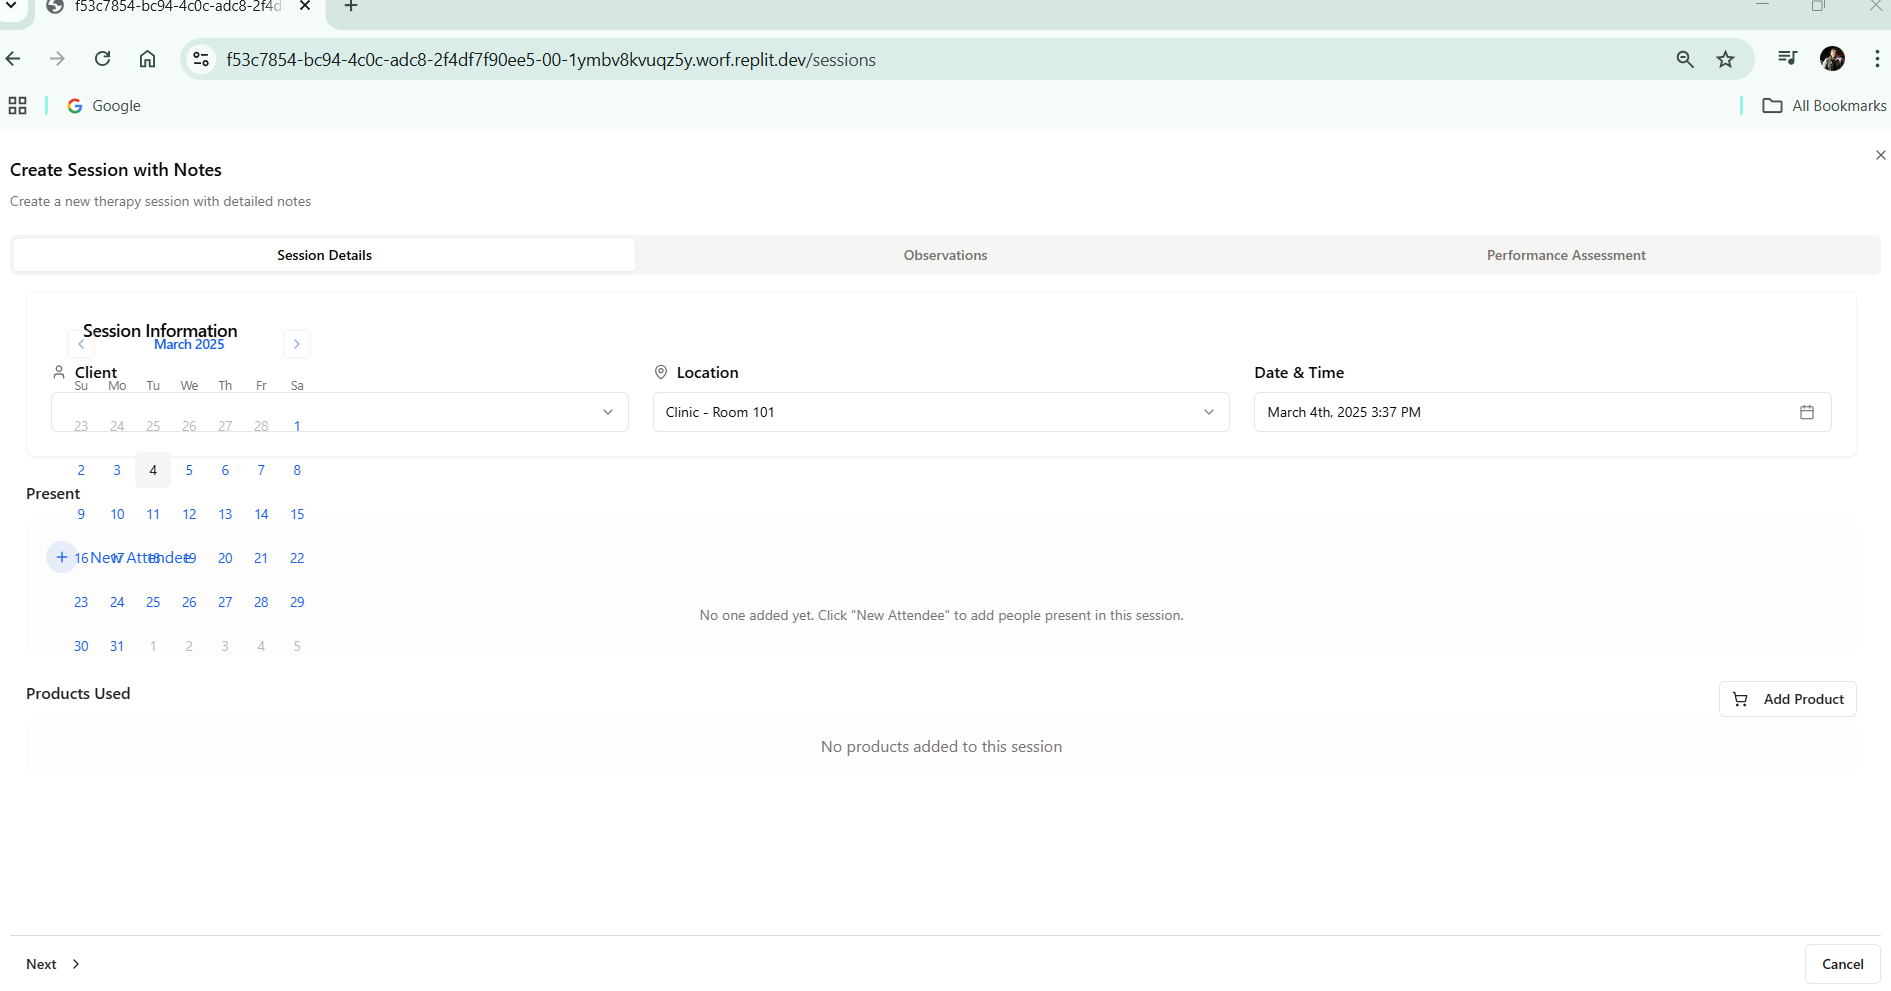 f53c7854-bc94-4c0c-adc8-2f4d
f53c7854-bc94-4c0c-adc8-2f4df7f90ee5-00-1ymbv8kvuqz5y.worf.replit.dev/sessions
Google
All Bookmarks
Create Session with Notes
Create a new therapy session with detailed notes
Session Details
Observations
Performance Assessment
Session Information
March 2025
Client
Location
Date & Time
Su Mo Tu We Th Fr Sa
Clinic - Room 101
March 4th, 2025 3:37 PM
23 24 25 26 27 28 1
2 3 4 5 6 7 8
Present
9 10 11 12 13 14 15
+ New Attendee
16 17 18 19 20 21 22
23 24 25 26 27 28 29
No one added yet. Click "New Attendee" to add people present in this session.
30 31 1 2 3 4 5
Products Used
Add Product
No products added to this session
Next
Cancel